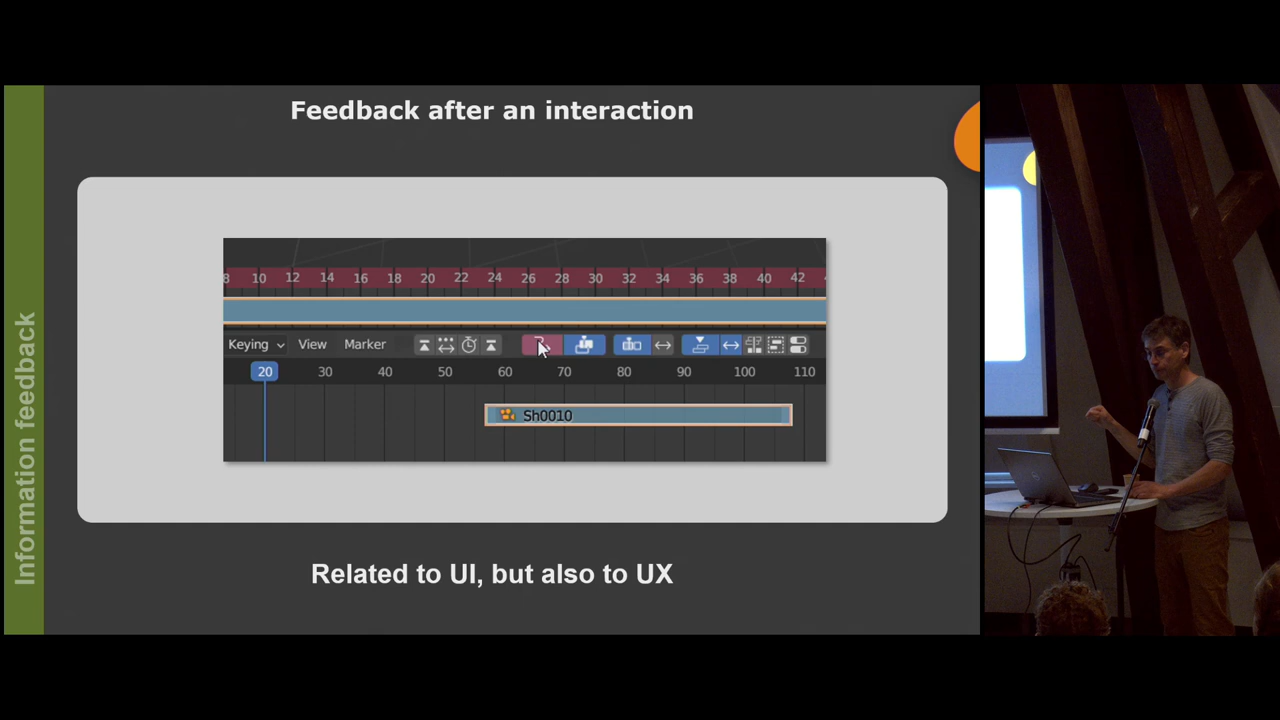 Feedback after an interaction
8 10 12 14 16 18 20 22 24 26 28 30 32 34 36 38 40 42
Keying View Marker
20 30 40 50 60 70 80 90 100 110
Sh0010
Related to UI, but also to UX
Information feedback